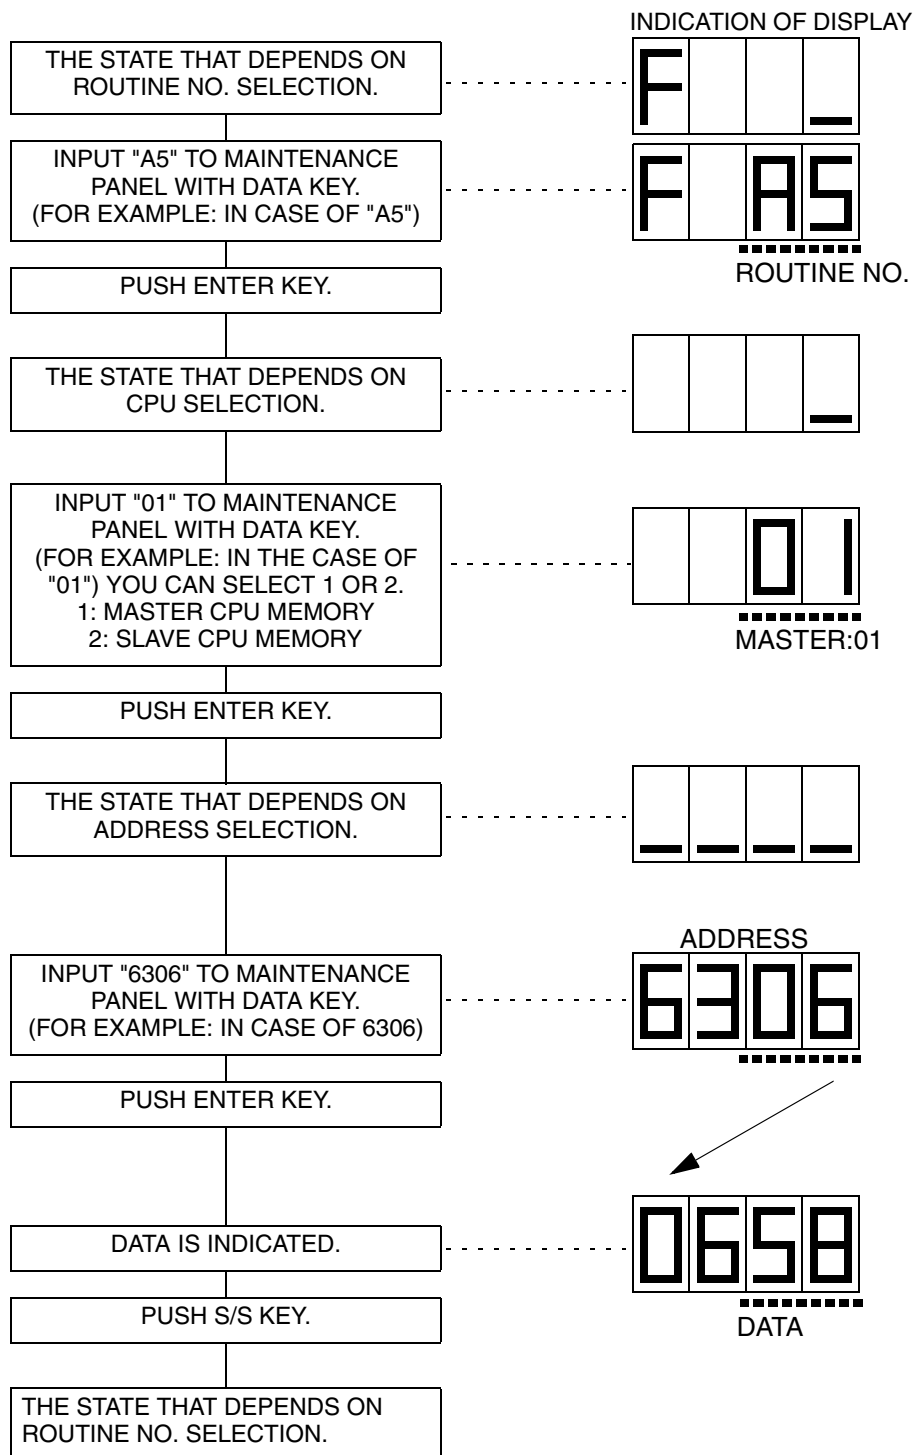 INDICATION OF DISPLAY
THE STATE THAT DEPENDS ON
ROUTINE NO. SELECTION.
F _
INPUT "A5" TO MAINTENANCE
PANEL WITH DATA KEY.
(FOR EXAMPLE: IN CASE OF "A5")
F A5
ROUTINE NO.
PUSH ENTER KEY.
THE STATE THAT DEPENDS ON
CPU SELECTION.
_
INPUT "01" TO MAINTENANCE
PANEL WITH DATA KEY.
(FOR EXAMPLE: IN THE CASE OF
"01") YOU CAN SELECT 1 OR 2.
1: MASTER CPU MEMORY
2: SLAVE CPU MEMORY
01
MASTER:01
PUSH ENTER KEY.
THE STATE THAT DEPENDS ON
ADDRESS SELECTION.
_ _ _ _
ADDRESS
INPUT "6306" TO MAINTENANCE
PANEL WITH DATA KEY.
(FOR EXAMPLE: IN CASE OF 6306)
6306
PUSH ENTER KEY.
DATA IS INDICATED.
0658
DATA
PUSH S/S KEY.
THE STATE THAT DEPENDS ON
ROUTINE NO. SELECTION.